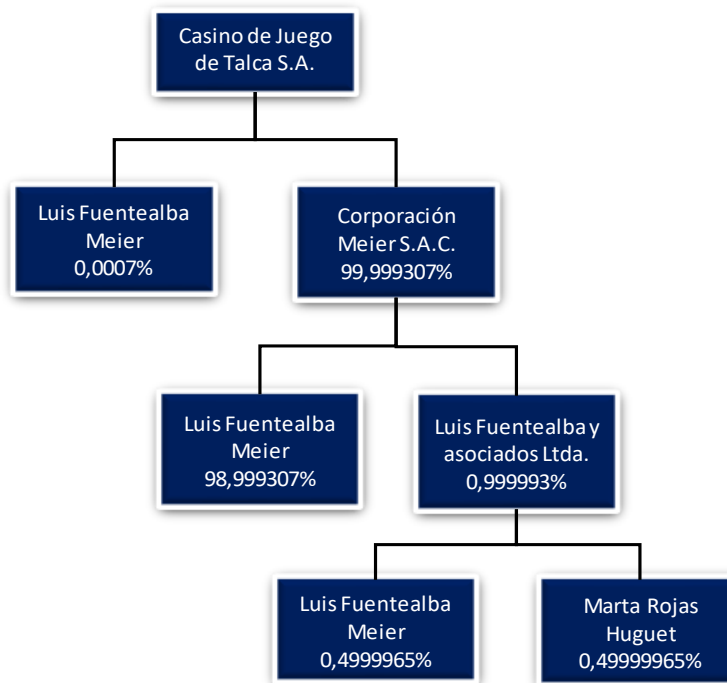 Casino de Juego
de Talca S.A.
Luis Fuentealba
Meier
0,0007%
Corporación
Meier S.A.C.
99,999307%
Luis Fuentealba
Meier
98,999307%
Luis Fuentealba y
asociados Ltda.
0,999993%
Luis Fuentealba
Meier
0,4999965%
Marta Rojas
Huguet
0,49999965%